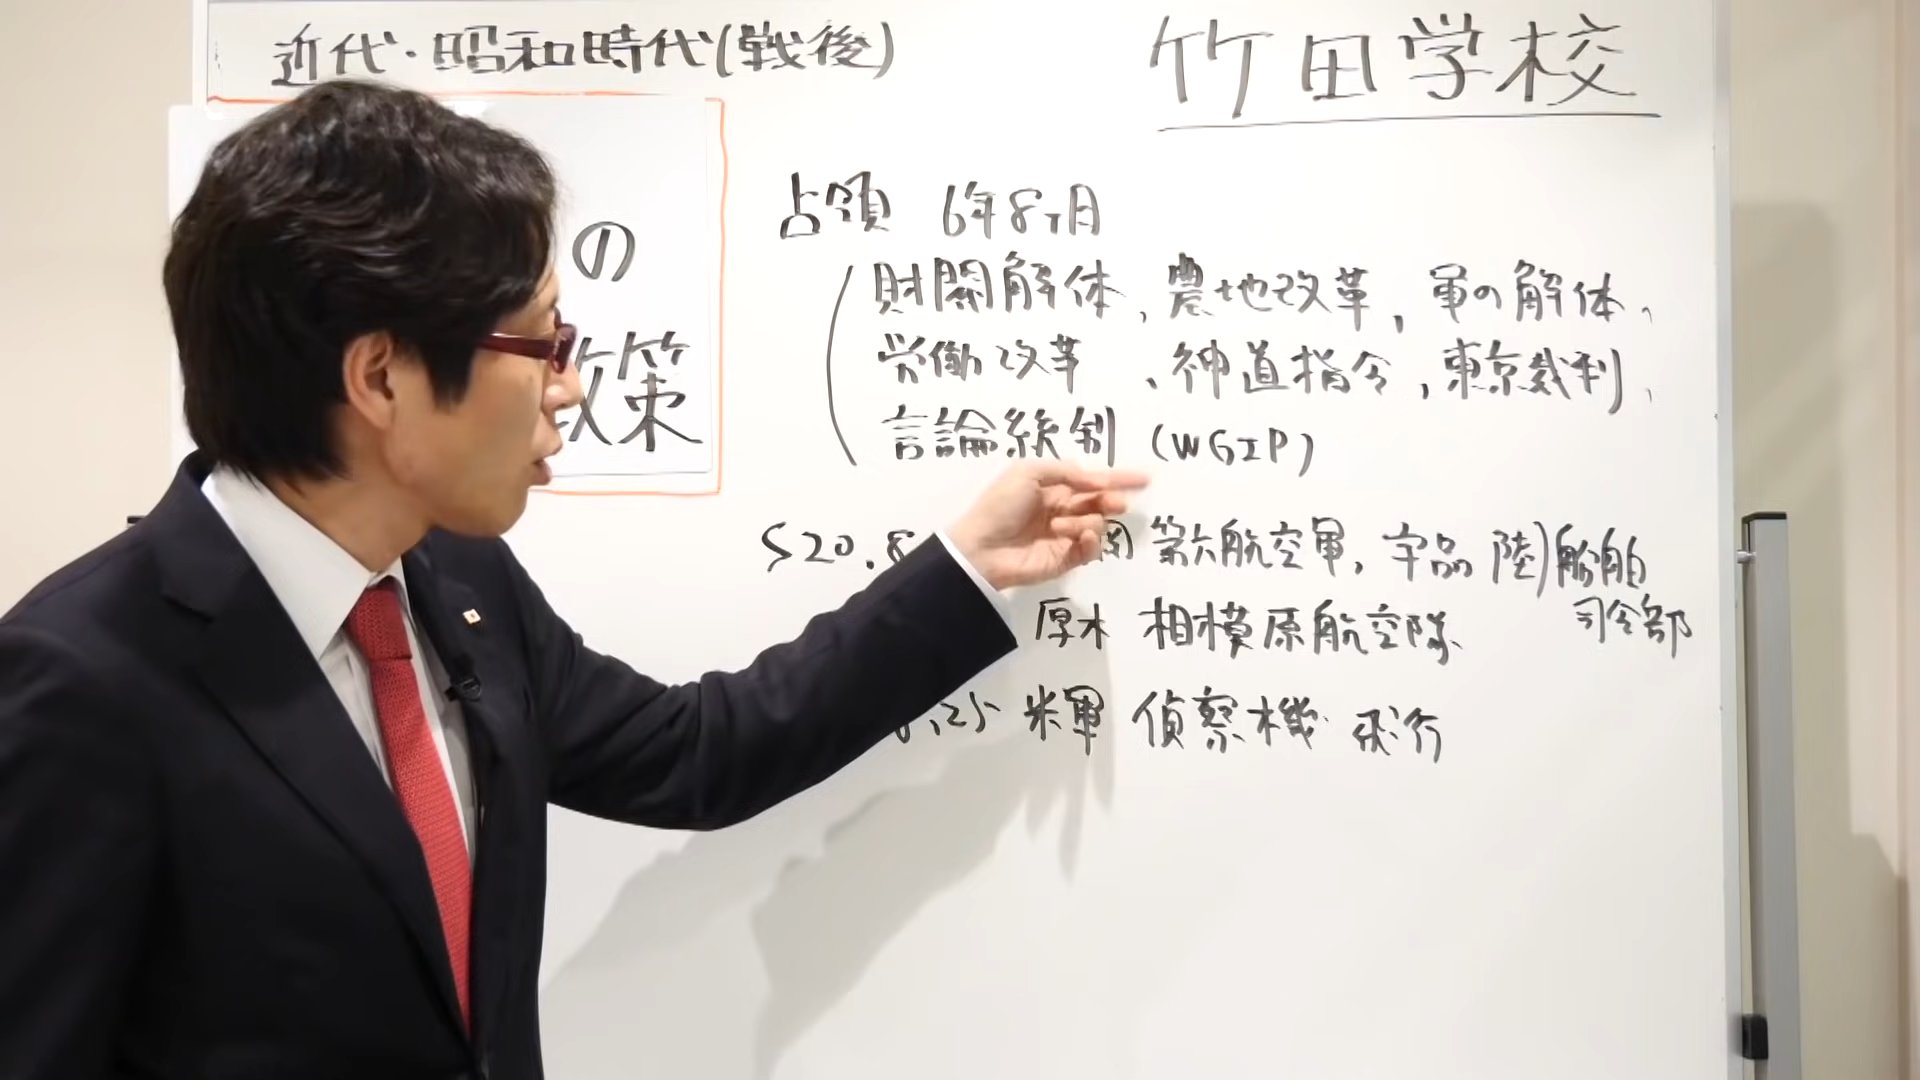 近代・昭和時代(戦後)
竹田学校
の
政策
占領 6年8ヶ月
財閥解体、農地改革、軍の解体、
労働改革、神道指令、東京裁判、
言論統制(WGIP)
S20.8
第六航空軍、宇品 陸)船舶
司令部
厚木 相模原航空隊
.25 米軍 偵察機 飛行